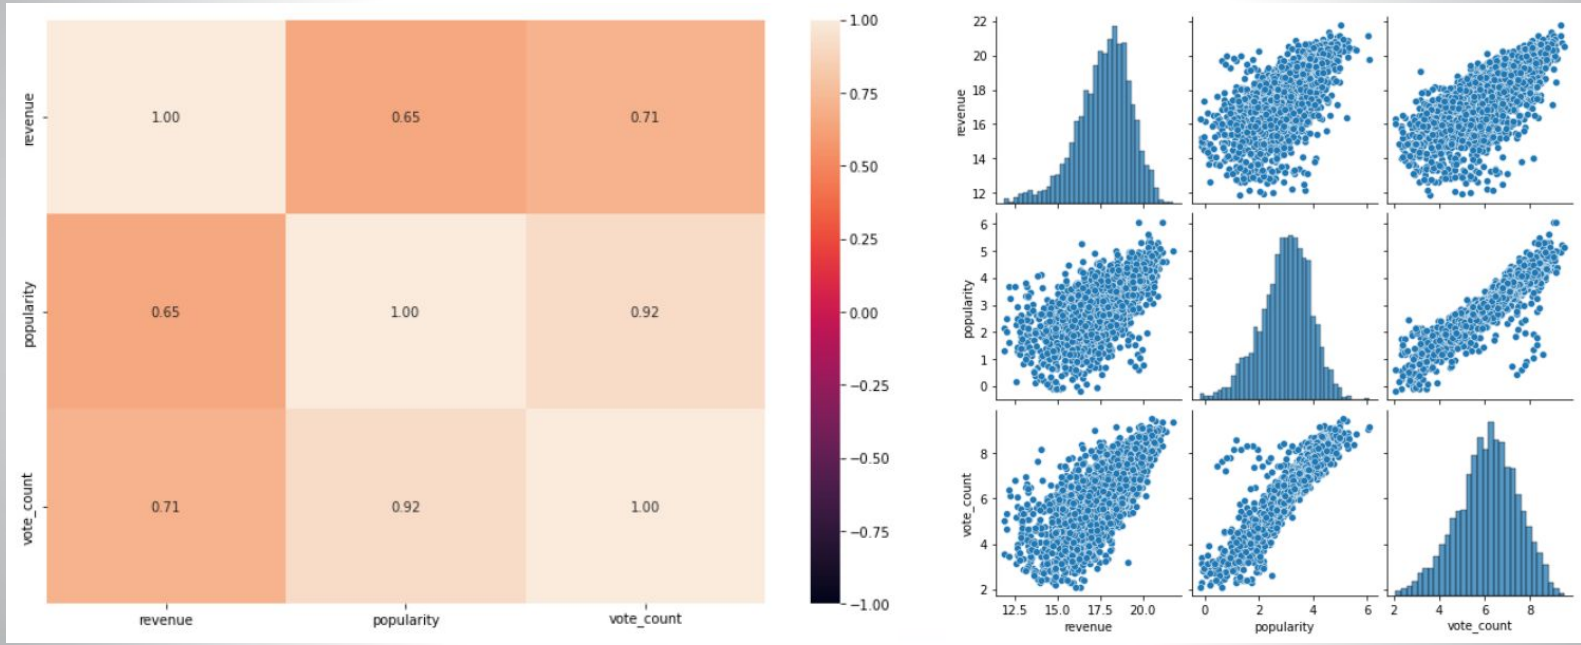 revenue
popularity
vote_count
1.00 0.65 0.71
0.65 1.00 0.92
0.71 0.92 1.00
revenue popularity vote_count
1.00
0.75
0.50
0.25
0.00
−0.25
−0.50
−0.75
−1.00
revenue
22
20
18
16
14
12
popularity
6
5
4
3
2
1
0
vote_count
8
6
4
2
12.5 15.0 17.5 20.0
revenue
0 2 4 6
popularity
2 4 6 8
vote_count